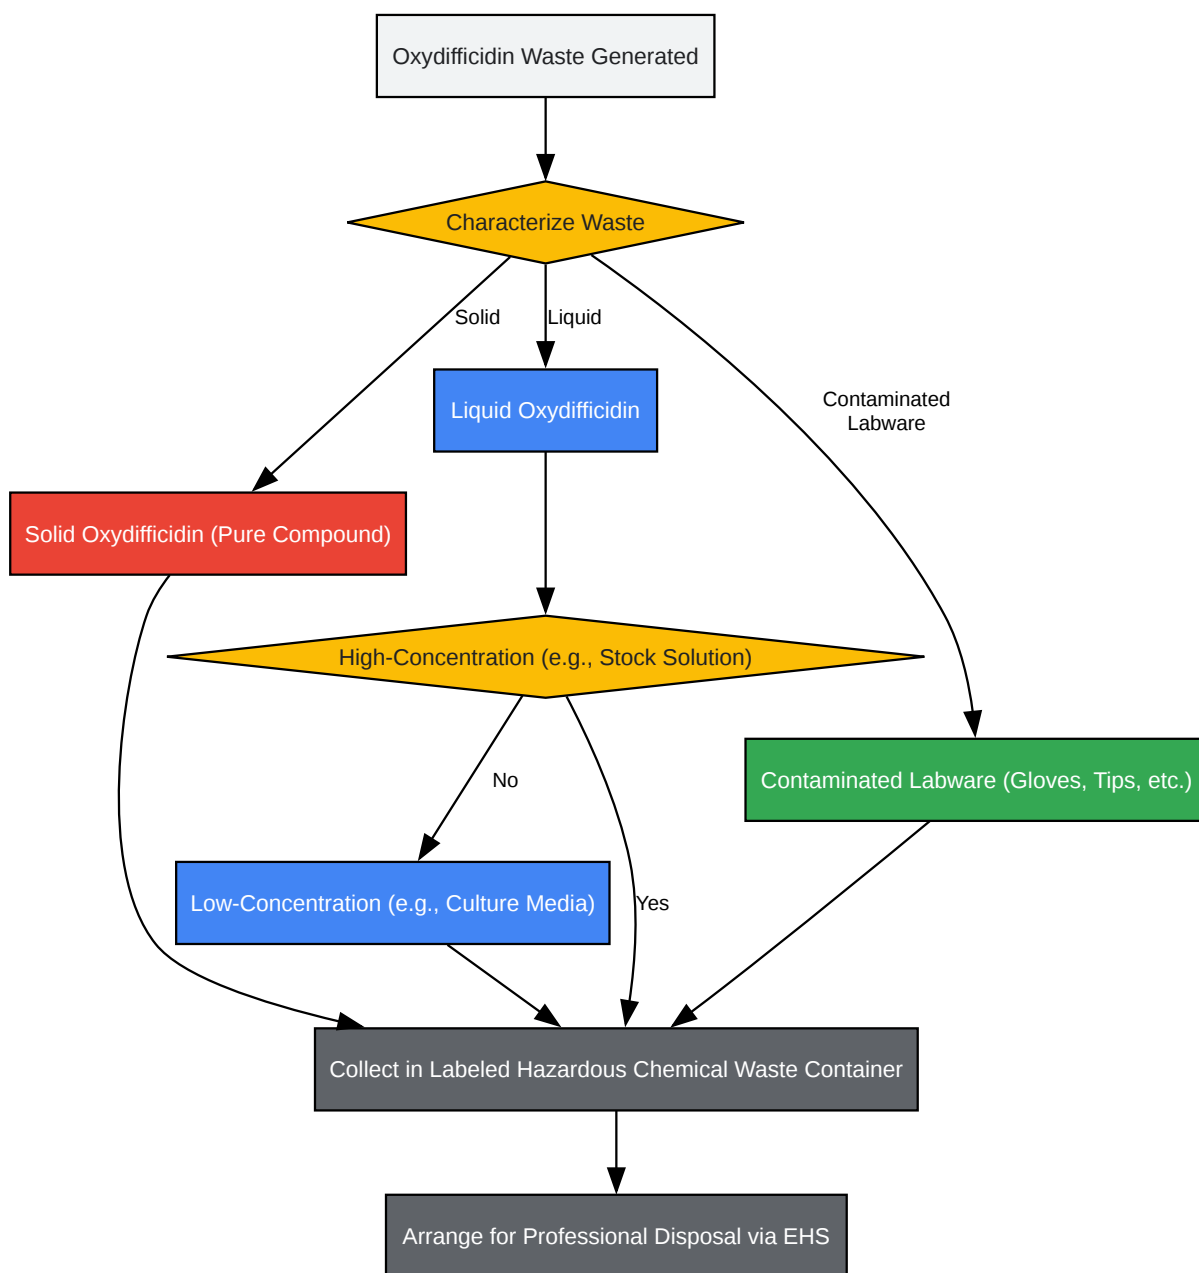 Oxydifficidin Waste Generated
Characterize Waste
Solid
Liquid
Contaminated
Labware
Liquid Oxydifficidin
Solid Oxydifficidin (Pure Compound)
High-Concentration (e.g., Stock Solution)
No
Contaminated Labware (Gloves, Tips, etc.)
Low-Concentration (e.g., Culture Media)
Yes
Collect in Labeled Hazardous Chemical Waste Container
Arrange for Professional Disposal via EHS